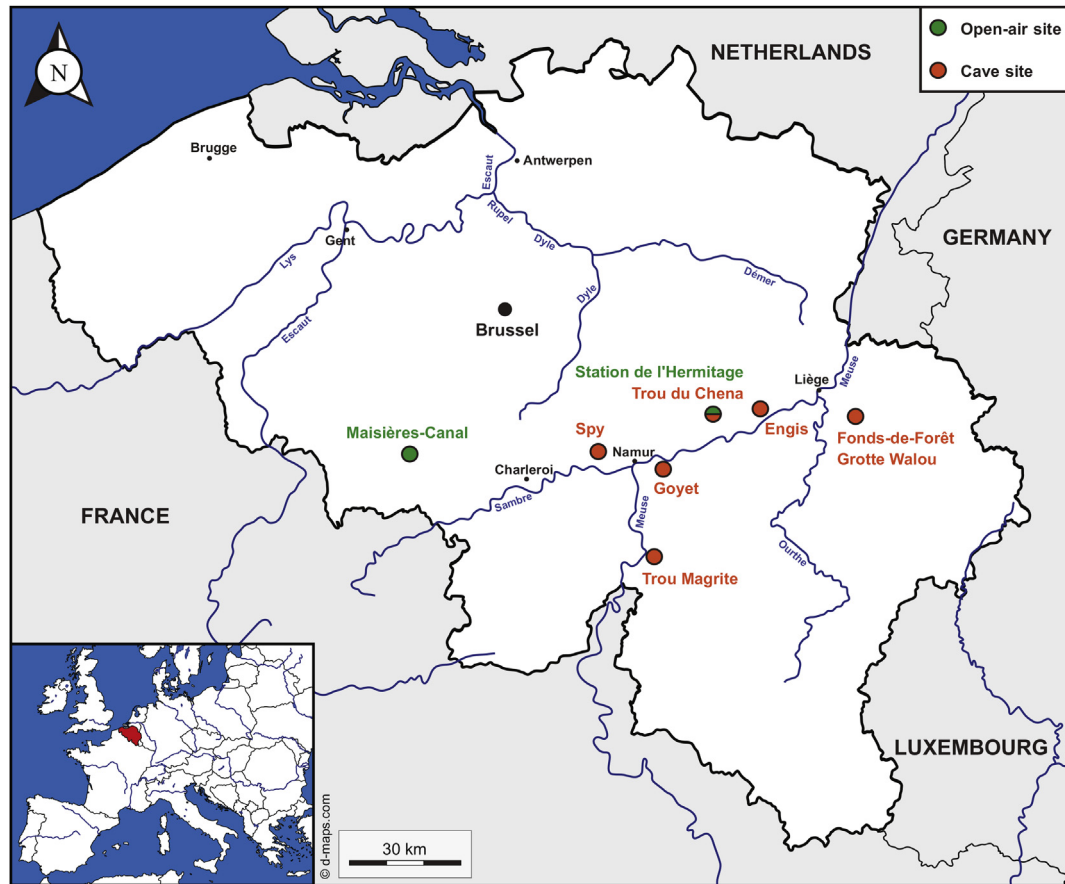 NETHERLANDS
Open-air site
Cave site
N
Brugge
Antwerpen
Escaut
Rupel
Gent
Lys
Dyle
GERMANY
Démer
Dyle
Escaut
Brussel
Meuse
Station de l'Hermitage
Trou du Chena
Liège
Engis
Fonds-de-Forêt
Grotte Walou
Maisières-Canal
Spy
Namur
Charleroi
Goyet
Sambre
Meuse
FRANCE
Ourthe
Trou Magrite
LUXEMBOURG
30 km
© d-maps.com